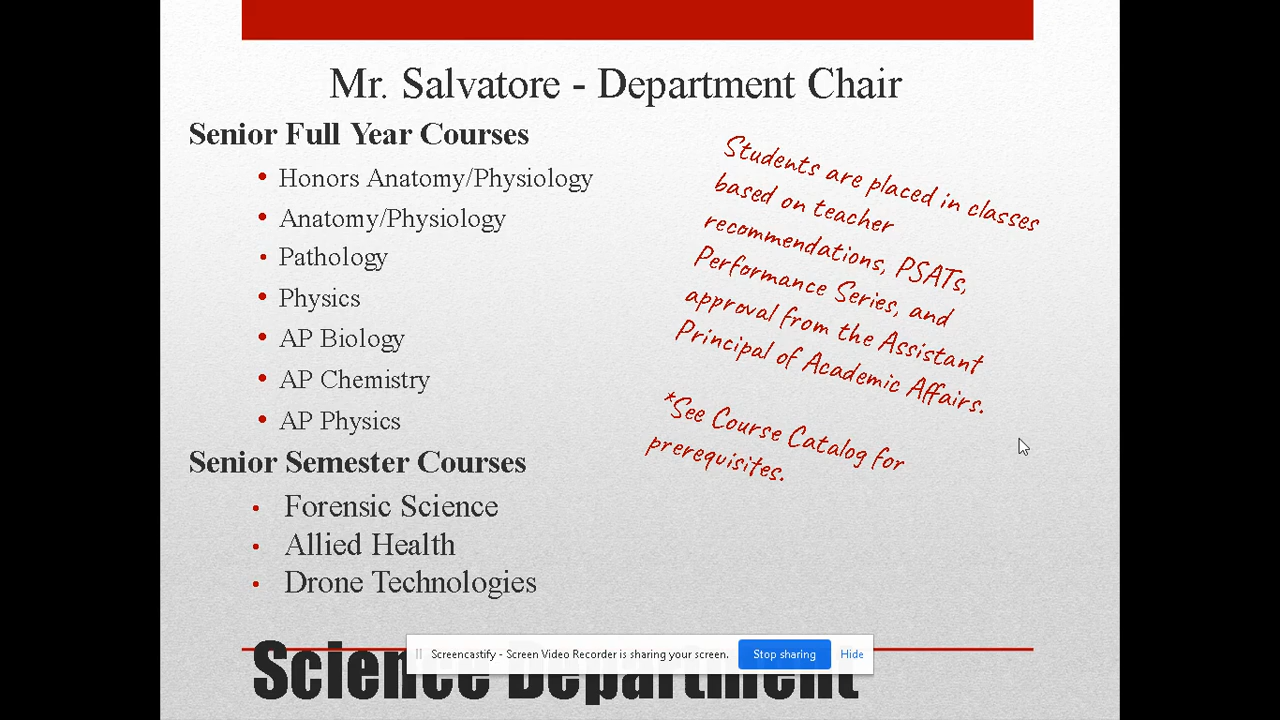 Mr. Salvatore - Department Chair
Senior Full Year Courses
• Honors Anatomy/Physiology
• Anatomy/Physiology
• Pathology
• Physics
• AP Biology
• AP Chemistry
• AP Physics
Senior Semester Courses
• Forensic Science
• Allied Health
• Drone Technologies
Students are placed in classes
based on teacher
recommendations, PSATs,
Performance Series, and
approval from the Assistant
Principal of Academic Affairs.
*See Course Catalog for
prerequisites.
Screencastify - Screen Video Recorder is sharing your screen. Stop sharing Hide
Science Department